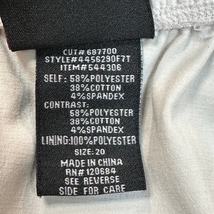 CUT# 687700
STYLE#4456290F7T
ITEM#544306
SELF: 58%POLYESTER
38%COTTON
4%SPANDEX
CONTRAST:
58%POLYESTER
38%COTTON
4%SPANDEX
LINING:100%POLYESTER
SIZE: 20
MADE IN CHINA
RN#120684
SEE REVERSE
SIDE FOR CARE